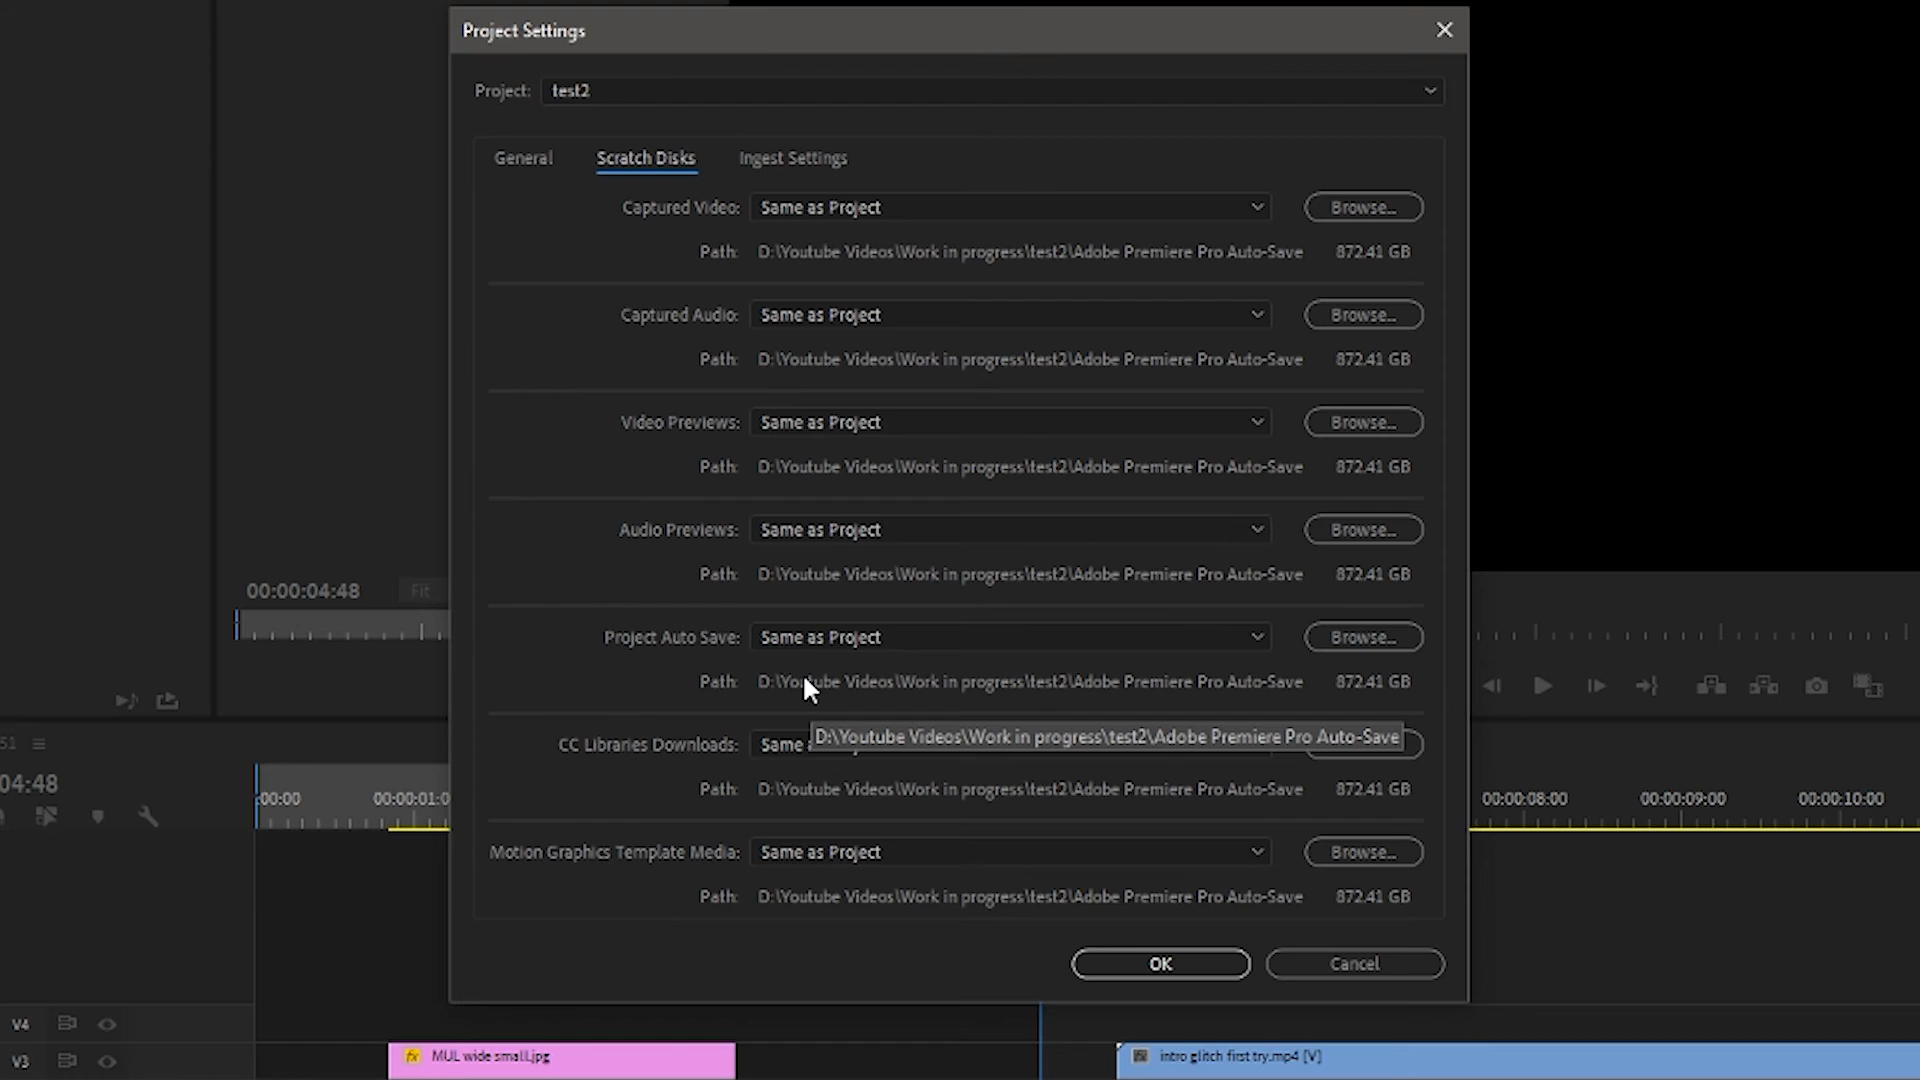 Project Settings
Project: test2
General Scratch Disks Ingest Settings
Captured Video: Same as Project Browse...
Path: D:\Youtube Videos\Work in progress\test2\Adobe Premiere Pro Auto-Save 872.41 GB
Captured Audio: Same as Project Browse...
Path: D:\Youtube Videos\Work in progress\test2\Adobe Premiere Pro Auto-Save 872.41 GB
Video Previews: Same as Project Browse...
Path: D:\Youtube Videos\Work in progress\test2\Adobe Premiere Pro Auto-Save 872.41 GB
Audio Previews: Same as Project Browse...
Path: D:\Youtube Videos\Work in progress\test2\Adobe Premiere Pro Auto-Save 872.41 GB
00:00:04:48 Fit
Project Auto Save: Same as Project Browse...
Path: D:\Youtube Videos\Work in progress\test2\Adobe Premiere Pro Auto-Save 872.41 GB
D:\Youtube Videos\Work in progress\test2\Adobe Premiere Pro Auto-Save
CC Libraries Downloads: Same
Path: D:\Youtube Videos\Work in progress\test2\Adobe Premiere Pro Auto-Save 872.41 GB
51
04:48
:00:00 00:00:01:0 00:00:08:00 00:00:09:00 00:00:10:00
Motion Graphics Template Media: Same as Project Browse...
Path: D:\Youtube Videos\Work in progress\test2\Adobe Premiere Pro Auto-Save 872.41 GB
OK Cancel
V4
V3 fx MUL wide small.jpg fx intro glitch first try.mp4 [V]